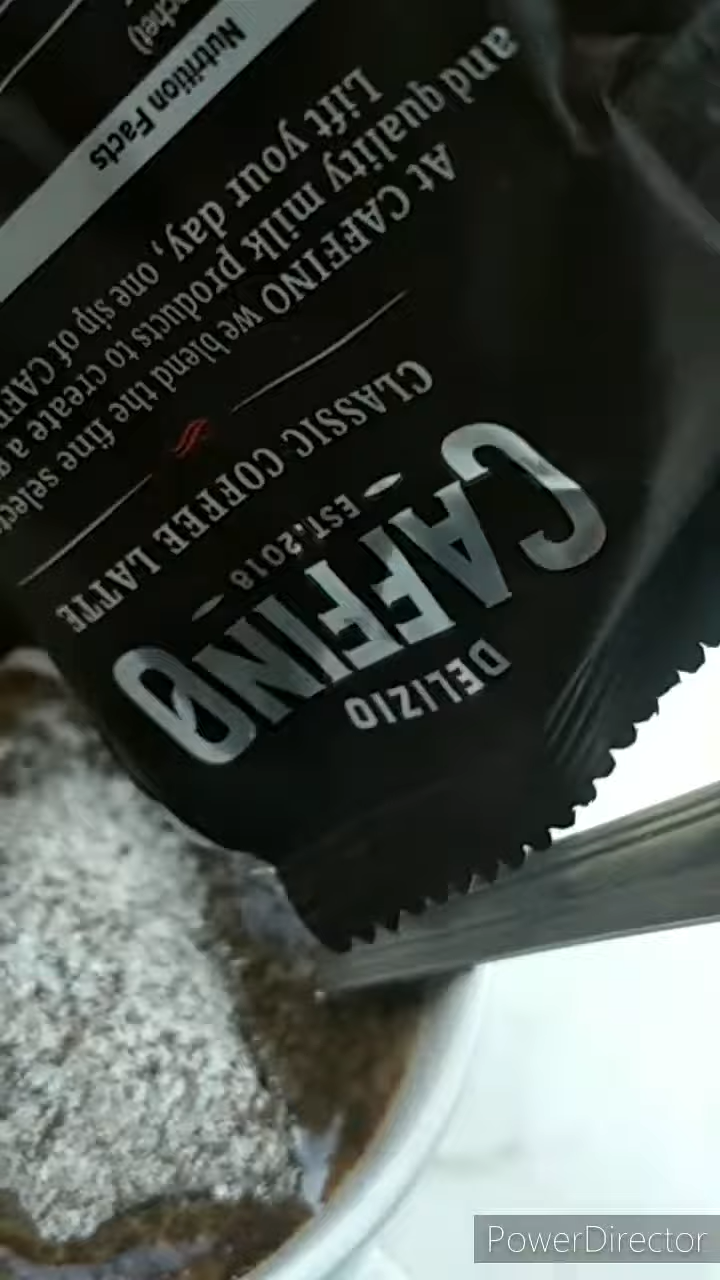 DELIZIO
CAFFINO
EST.2018
CLASSIC COFFEE LATTE
At CAFFINO we blend the fine
and quality milk products to create a
Lift your day, one sip of
Nutrition Facts
PowerDirector